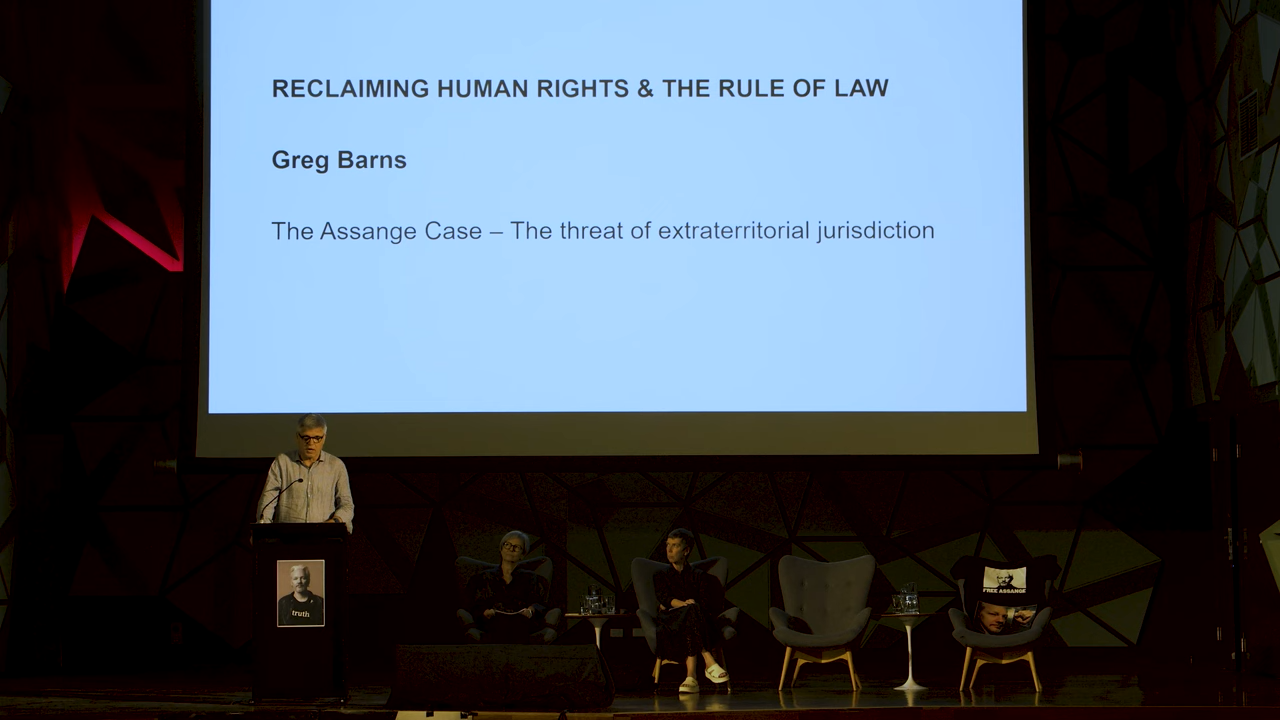 RECLAIMING HUMAN RIGHTS & THE RULE OF LAW
Greg Barns
The Assange Case – The threat of extraterritorial jurisdiction
truth
FREE ASSANGE